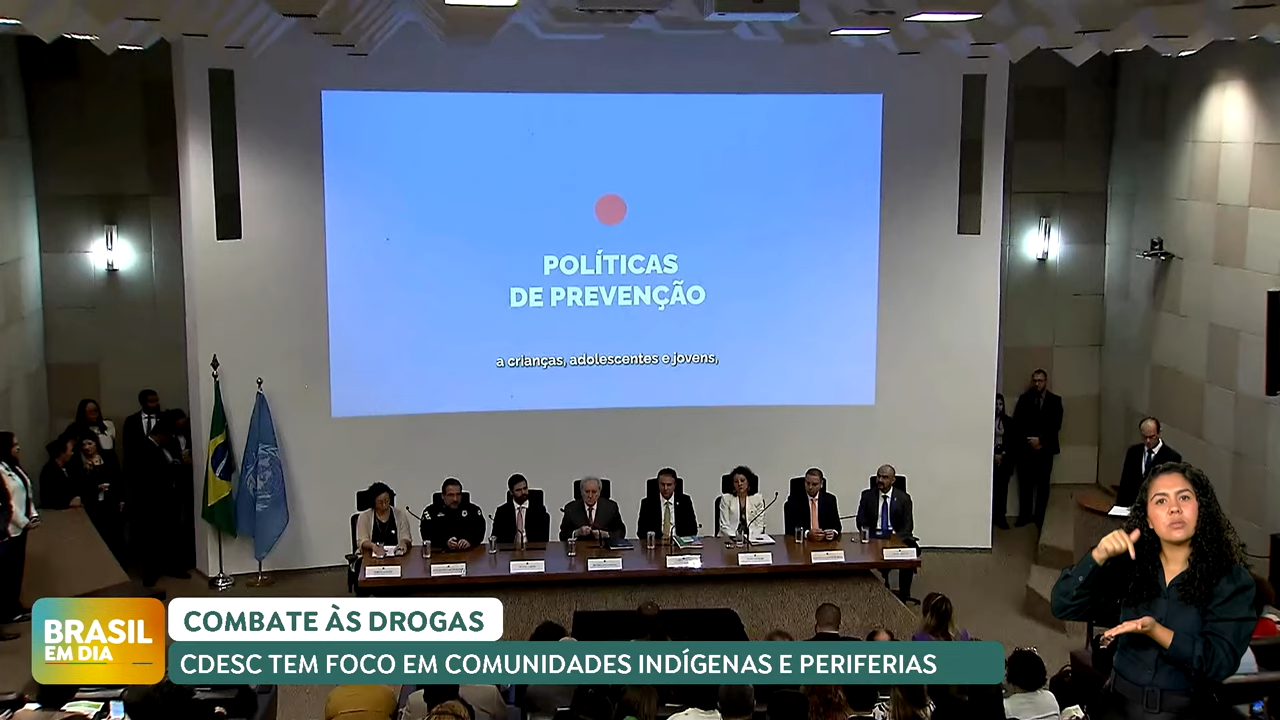 POLÍTICAS
DE PREVENÇÃO
a crianças, adolescentes e jovens,
BRASIL
EM DIA
COMBATE ÀS DROGAS
CDESC TEM FOCO EM COMUNIDADES INDÍGENAS E PERIFERIAS